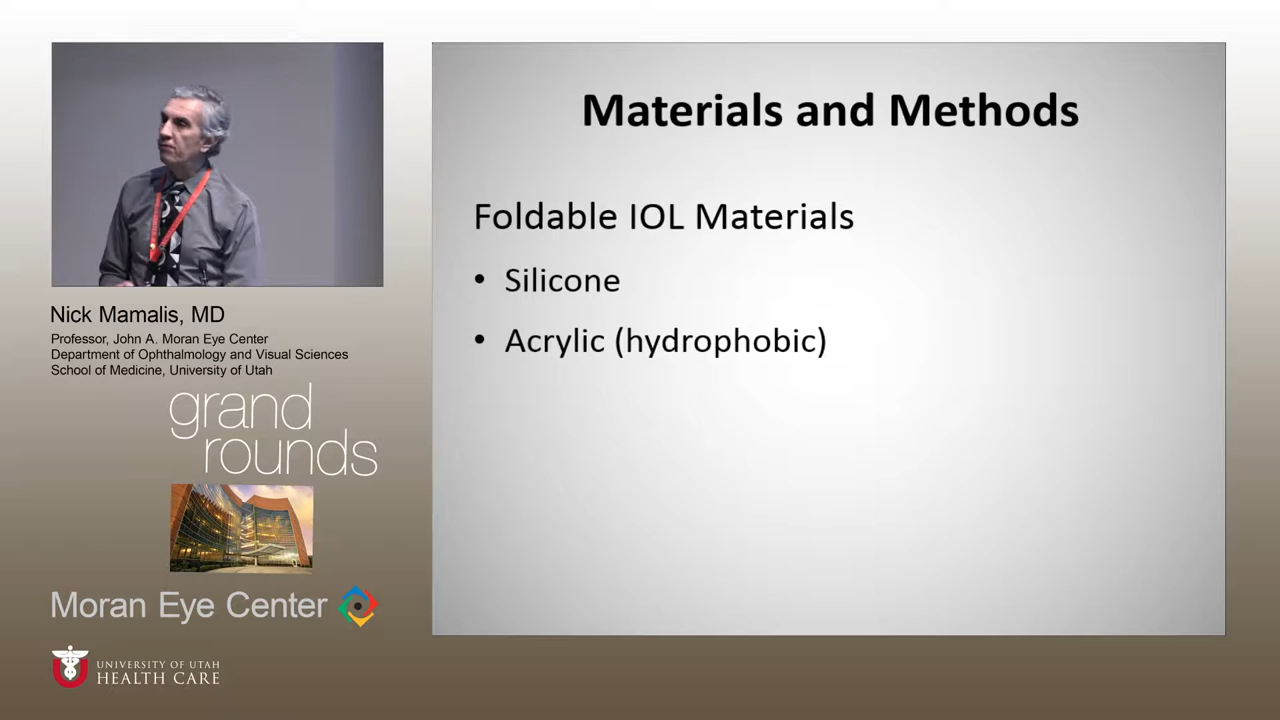 Materials and Methods
Foldable IOL Materials
• Silicone
• Acrylic (hydrophobic)
Nick Mamalis, MD
Professor, John A. Moran Eye Center
Department of Ophthalmology and Visual Sciences
School of Medicine, University of Utah
grand
rounds
Moran Eye Center
UNIVERSITY OF UTAH
HEALTH CARE